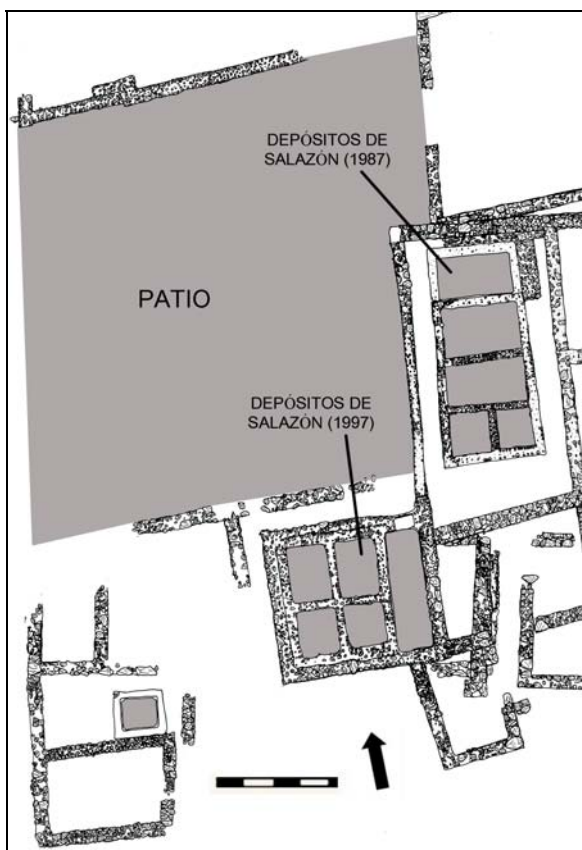 DEPÓSITOS DE
SALAZÓN (1987)
PATIO
DEPÓSITOS DE
SALAZÓN (1997)